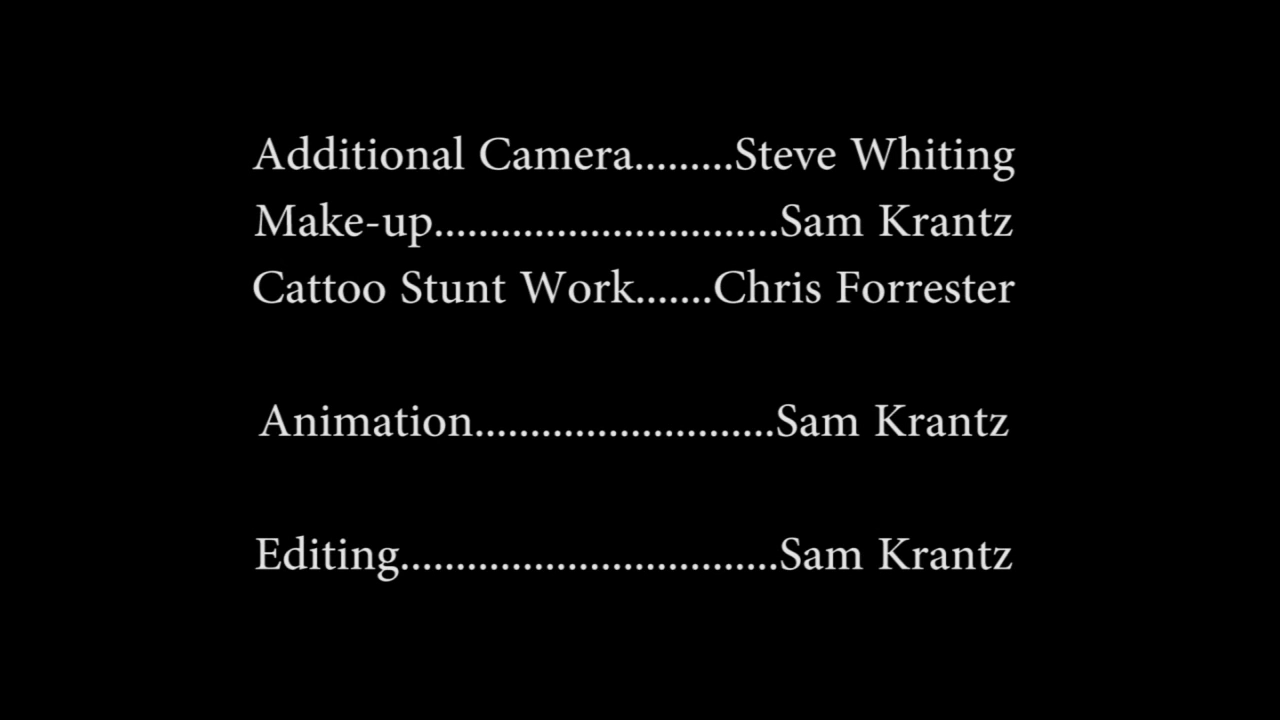 Additional Camera.........Steve Whiting
Make-up...............................Sam Krantz
Cattoo Stunt Work.......Chris Forrester
Animation...........................Sam Krantz
Editing..................................Sam Krantz